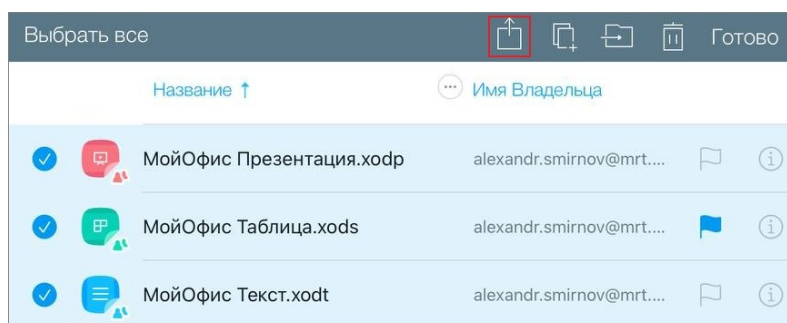 Выбрать все Готово
Название ↑ Имя Владельца
МойОфис Презентация.xodp alexandr.smirnov@mrt....
МойОфис Таблица.xods alexandr.smirnov@mrt....
МойОфис Текст.xodt alexandr.smirnov@mrt....